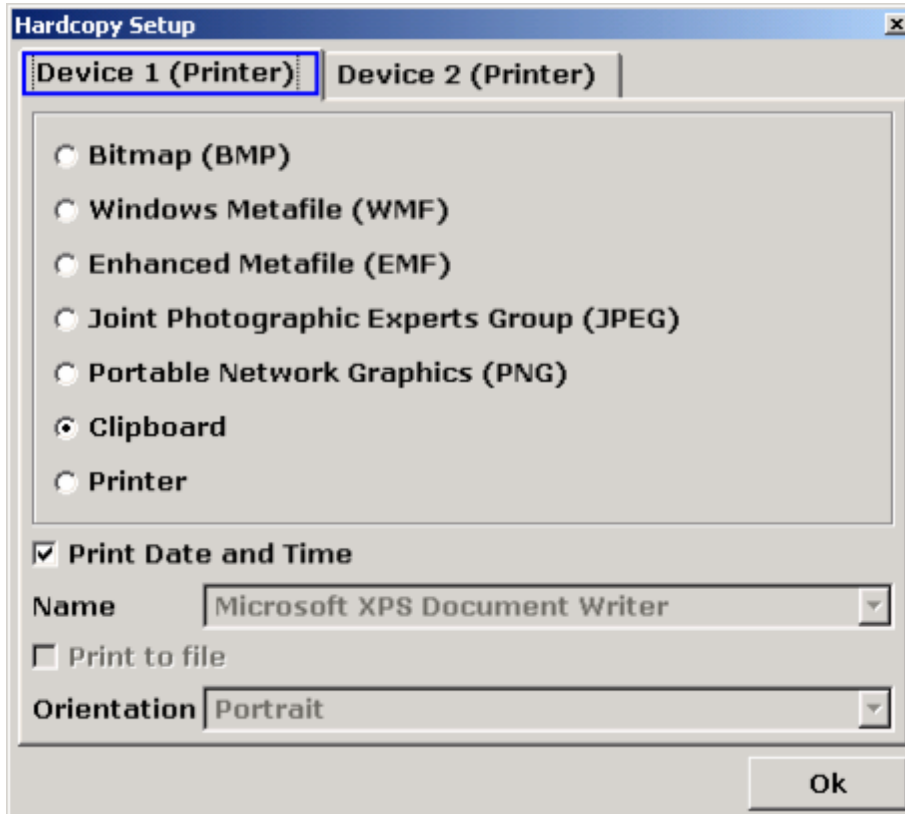 Hardcopy Setup
Device 1 (Printer) Device 2 (Printer)
Bitmap (BMP)
Windows Metafile (WMF)
Enhanced Metafile (EMF)
Joint Photographic Experts Group (JPEG)
Portable Network Graphics (PNG)
Clipboard
Printer
Print Date and Time
Name Microsoft XPS Document Writer
Print to file
Orientation Portrait
Ok